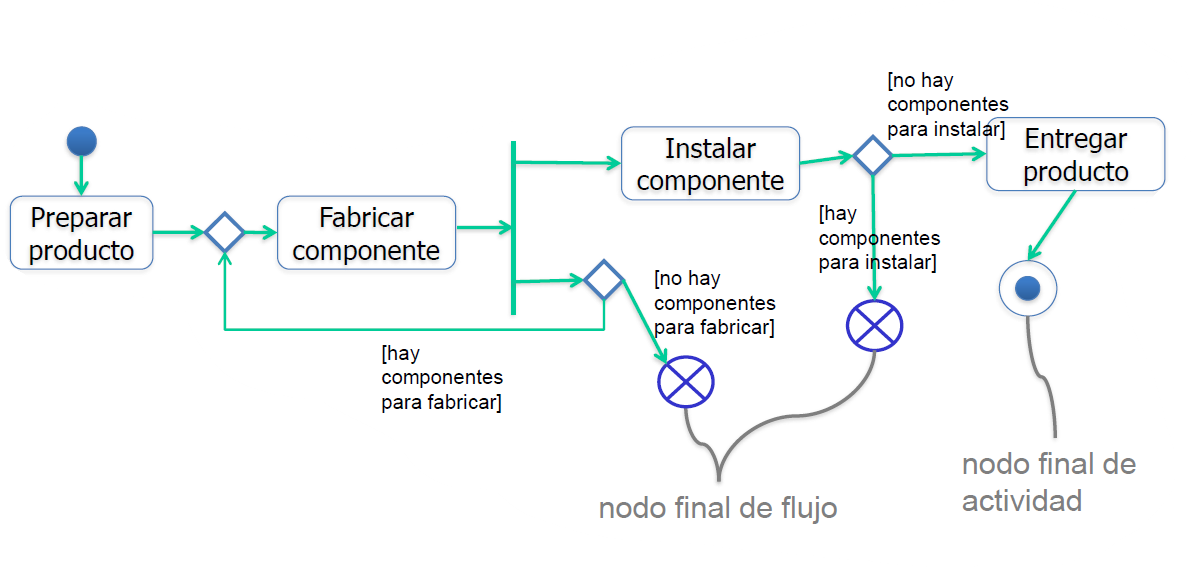 [no hay
componentes
para instalar]
Instalar
componente
Entregar
producto
Preparar
producto
Fabricar
componente
[hay
componentes
para instalar]
[no hay
componentes
para fabricar]
[hay
componentes
para fabricar]
nodo final de flujo
nodo final de
actividad